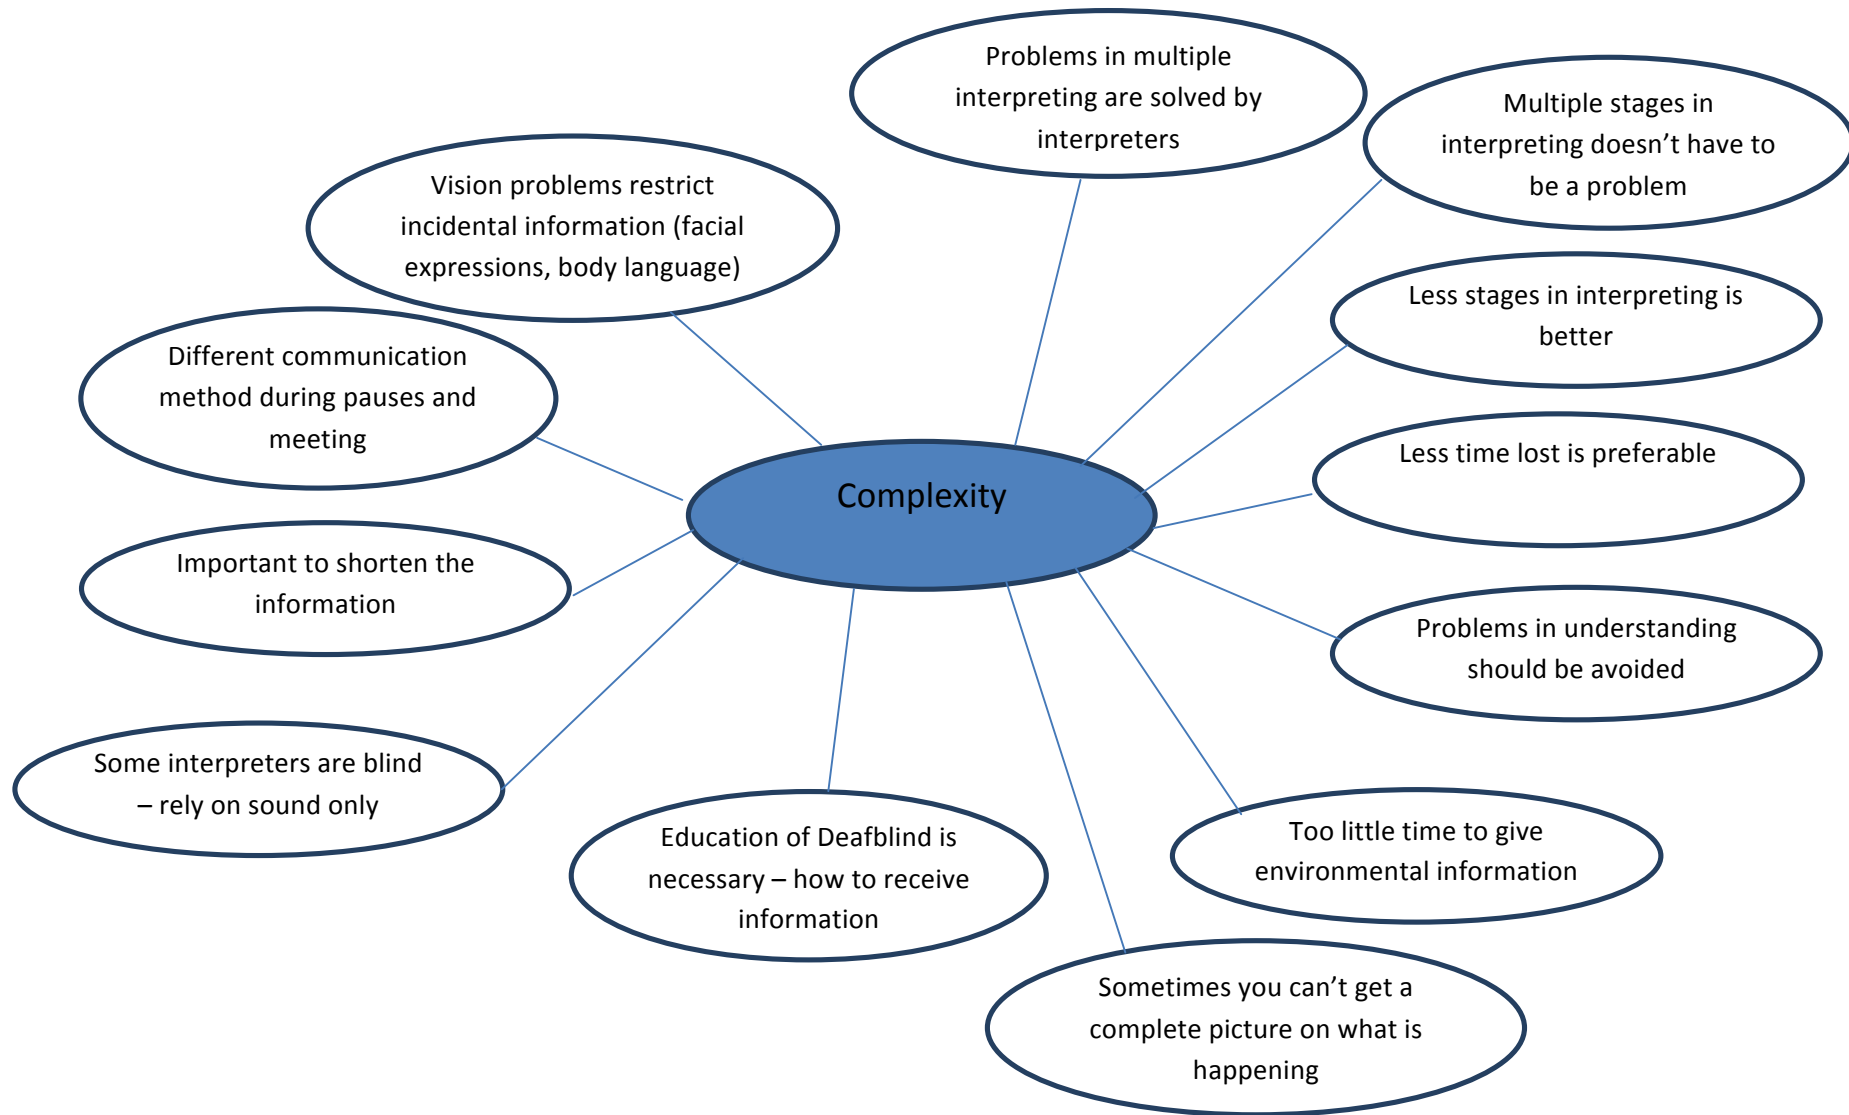 Problems in multiple
interpreting are solved by
interpreters
Multiple stages in
interpreting doesn’t have to
be a problem
Vision problems restrict
incidental information (facial
expressions, body language)
Less stages in interpreting is
better
Different communication
method during pauses and
meeting
Less time lost is preferable
Complexity
Important to shorten the
information
Problems in understanding
should be avoided
Some interpreters are blind
– rely on sound only
Education of Deafblind is
necessary – how to receive
information
Too little time to give
environmental information
Sometimes you can’t get a
complete picture on what is
happening